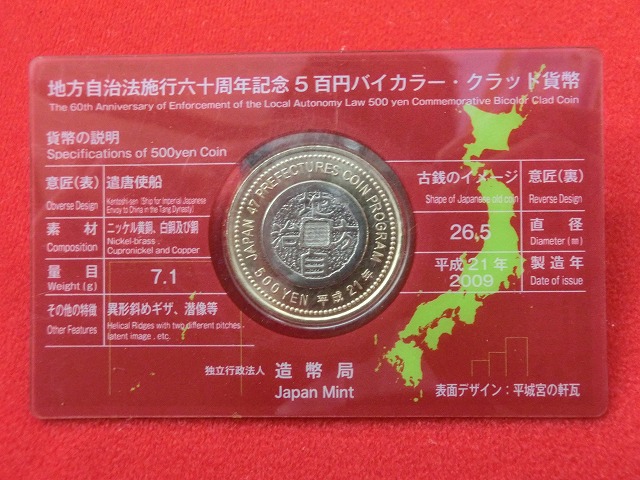 地方自治法施行六十周年記念５百円バイカラー・クラッド貨幣
The 60th Anniversary of Enforcement of the Local Autonomy Law 500 yen Commemorative Bicolor Clad Coin
貨幣の説明
Specifications of 500yen Coin
意匠(表) 遣唐使船
Obverse Design Kentoshi-sen (Ship for Imperial Japanese
Envoy to China in the Tang Dynasty)
素材 ニッケル黄銅、白銅及び銅
Composition Nickel-brass,
Cupronickel and Copper
量目 7.1
Weight (g)
その他の特徴 異形斜めギザ、潜像等
Other Features Helical Ridges with two different pitches,
latent image, etc.
JAPAN 47 PREFECTURES COIN PROGRAM
500 YEN 平成21年
地方自治
古銭のイメージ 意匠(裏)
Shape of Japanese old coin Reverse Design
26.5 直径
Diameter (m)
平成21年 製造年
2009 Date of issue
独立行政法人 造幣局
Japan Mint
表面デザイン：平城宮の軒瓦